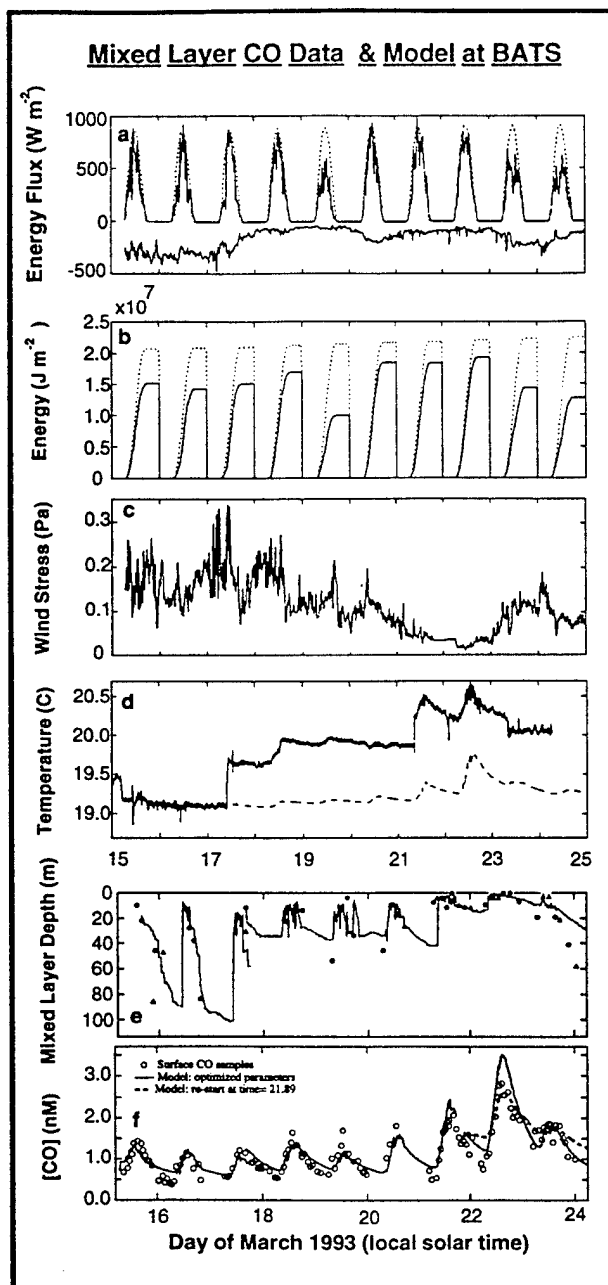 Mixed Layer CO Data & Model at BATS
a
Energy Flux (W m-2)
1000
500
0
-500
x10 7
b
Energy (J m-2)
2.5
2.0
1.5
1.0
0.5
0
c
Wind Stress (Pa)
0.3
0.2
0.1
0
d
Temperature (C)
20.5
20.0
19.5
19.0
15 17 19 21 23 25
e
Mixed Layer Depth (m)
0
20
40
60
80
100
f
[CO] (nM)
3.0
2.0
1.0
0.0
Surface CO samples
Model: optimized parameters
Model: re-start at time= 21.89
16 18 19 20 21 22 23 24
Day of March 1993 (local solar time)